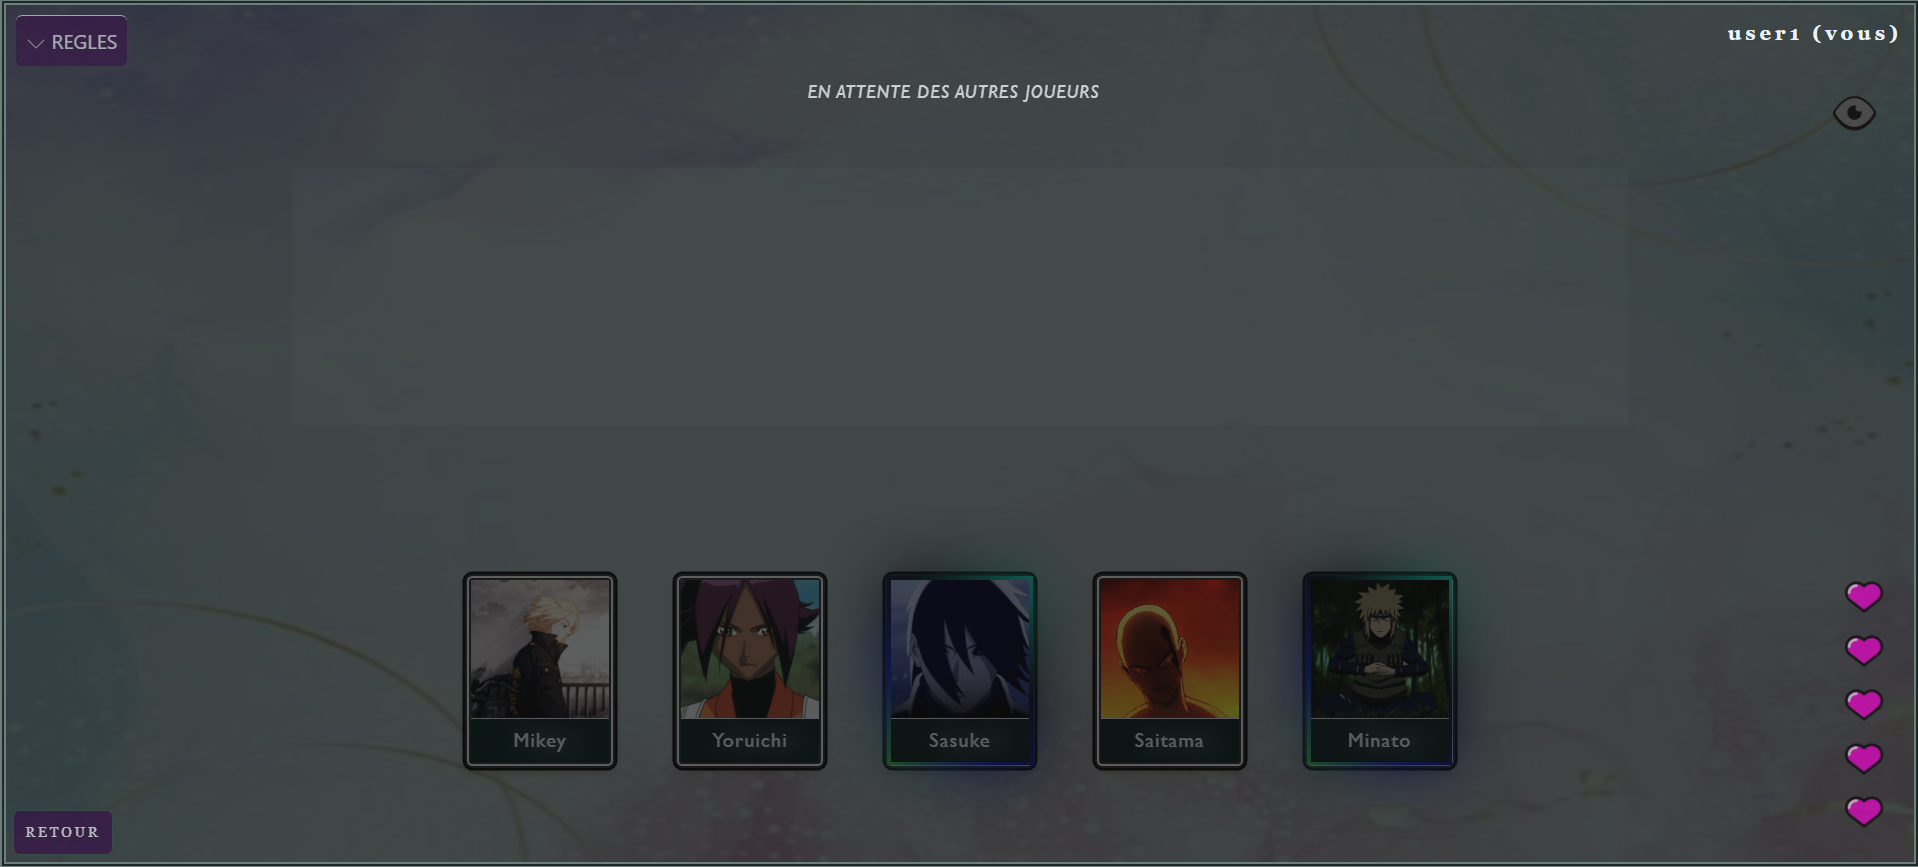 REGLES
user1 (vous)
EN ATTENTE DES AUTRES JOUEURS
Mikey
Yoruichi
Sasuke
Saitama
Minato
RETOUR